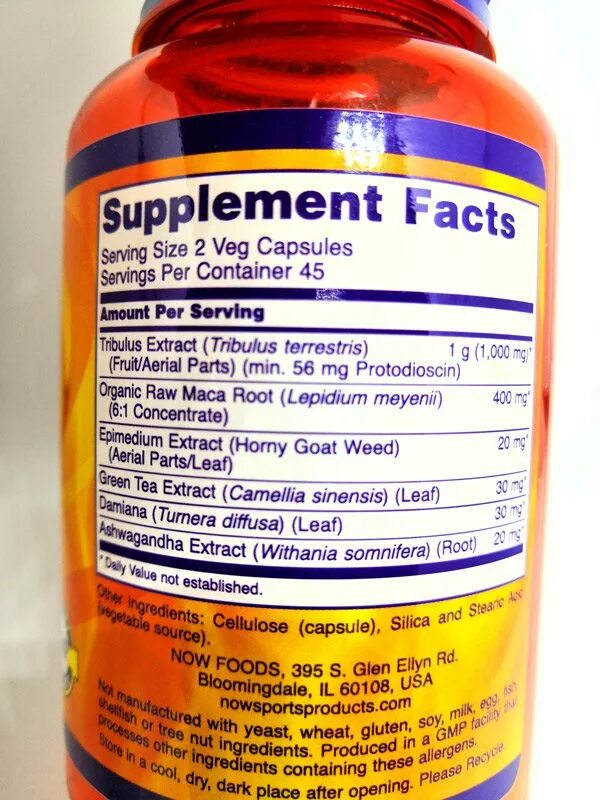 Supplement Facts
Serving Size 2 Veg Capsules
Servings Per Container 45
Amount Per Serving
Tribulus Extract (Tribulus terrestris) 1 g (1,000 mg)*
(Fruit/Aerial Parts) (min. 56 mg Protodioscin)
Organic Raw Maca Root (Lepidium meyenii) 400 mg*
(6:1 Concentrate)
Epimedium Extract (Horny Goat Weed) 20 mg*
(Aerial Parts/Leaf)
Green Tea Extract (Camellia sinensis) (Leaf) 30 mg*
Damiana (Turnera diffusa) (Leaf) 30 mg*
Ashwagandha Extract (Withania somnifera) (Root) 20 mg*
* Daily Value not established.
Other ingredients: Cellulose (capsule), Silica and Stearic Acid
(vegetable source).
NOW FOODS, 395 S. Glen Ellyn Rd.
Bloomingdale, IL 60108, USA
nowsportsproducts.com
Not manufactured with yeast, wheat, gluten, soy, milk, egg, fish,
shellfish or tree nut ingredients. Produced in a GMP facility that
processes other ingredients containing these allergens.
Store in a cool, dry, dark place after opening. Please Recycle.